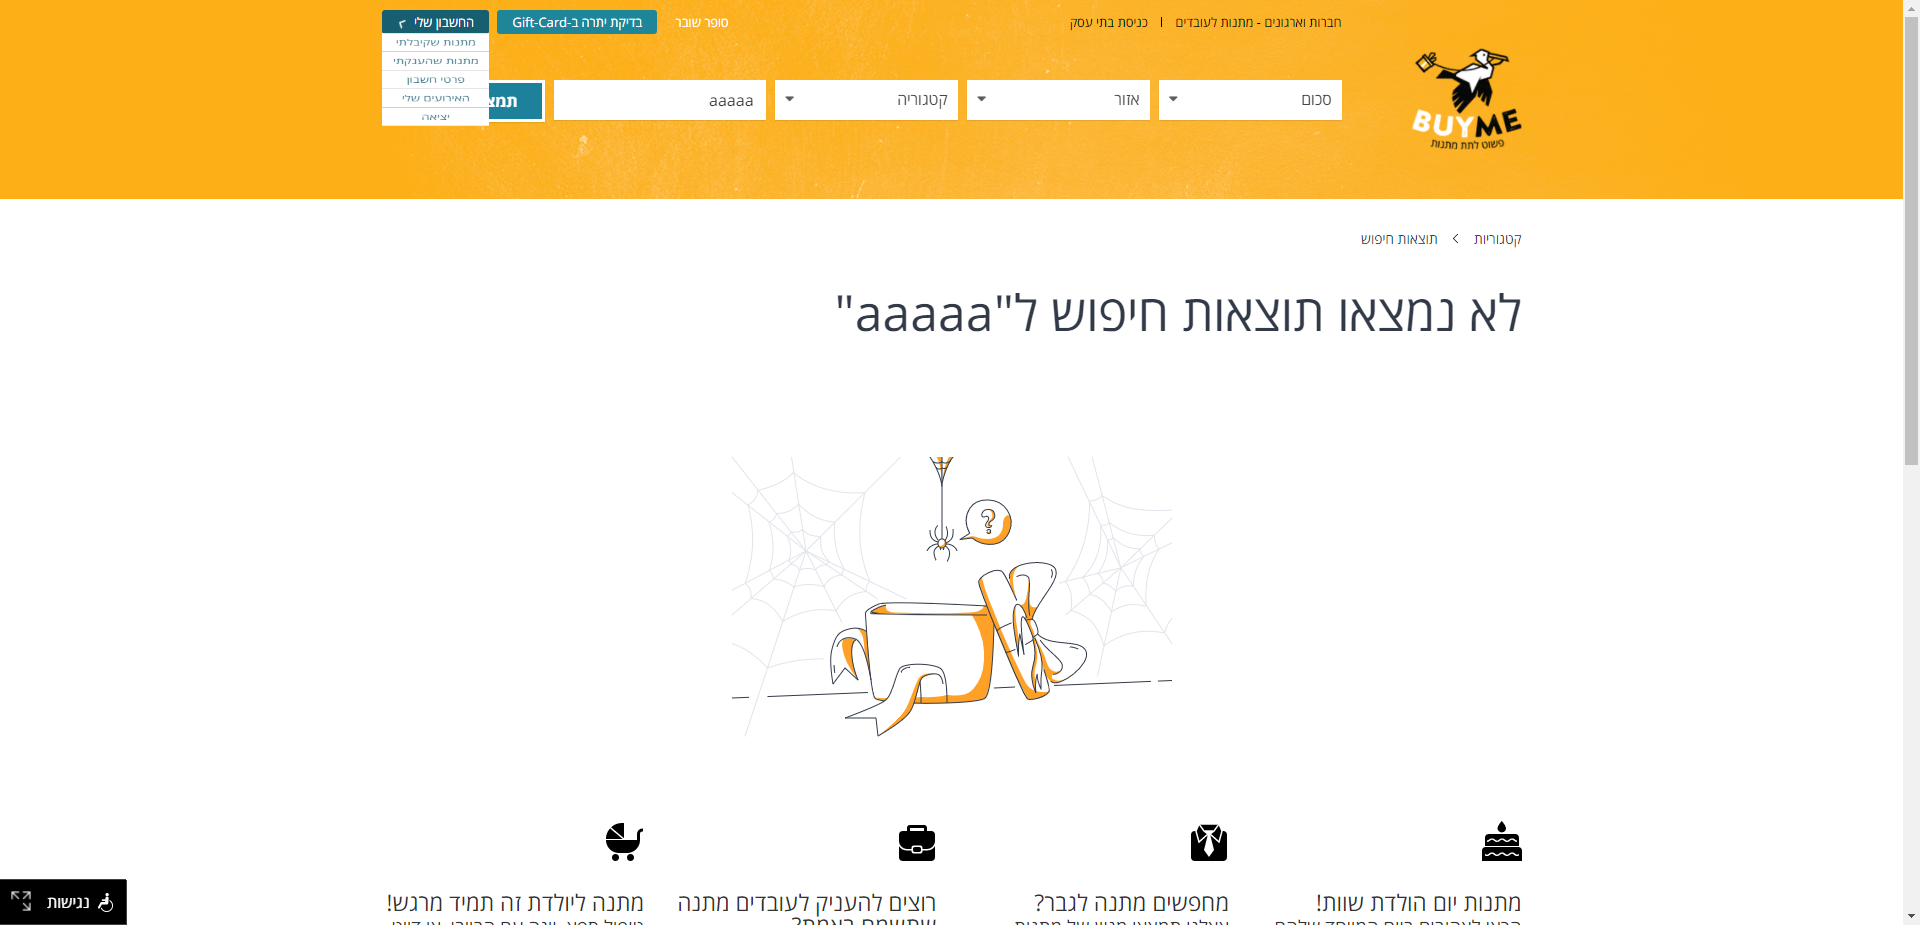 חברות וארגונים - מתנות לעובדים | כניסת בתי עסק
סופר שובר
בדיקת יתרה ב-Gift-Card
החשבון שלי
מתנות שקיבלתי
מתנות שהענקתי
פרטי חשבון
האירועים שלי
יציאה
BUYME
פשוט לתת מתנות
סכום
אזור
קטגוריה
aaaaa
תמצ
קטגוריות > תוצאות חיפוש
לא נמצאו תוצאות חיפוש ל"aaaaa"
?
מתנות יום הולדת שוות!
מחפשים מתנה לגבר?
רוצים להעניק לעובדים מתנה
מתנה ליולדת זה תמיד מרגש!
נגישות